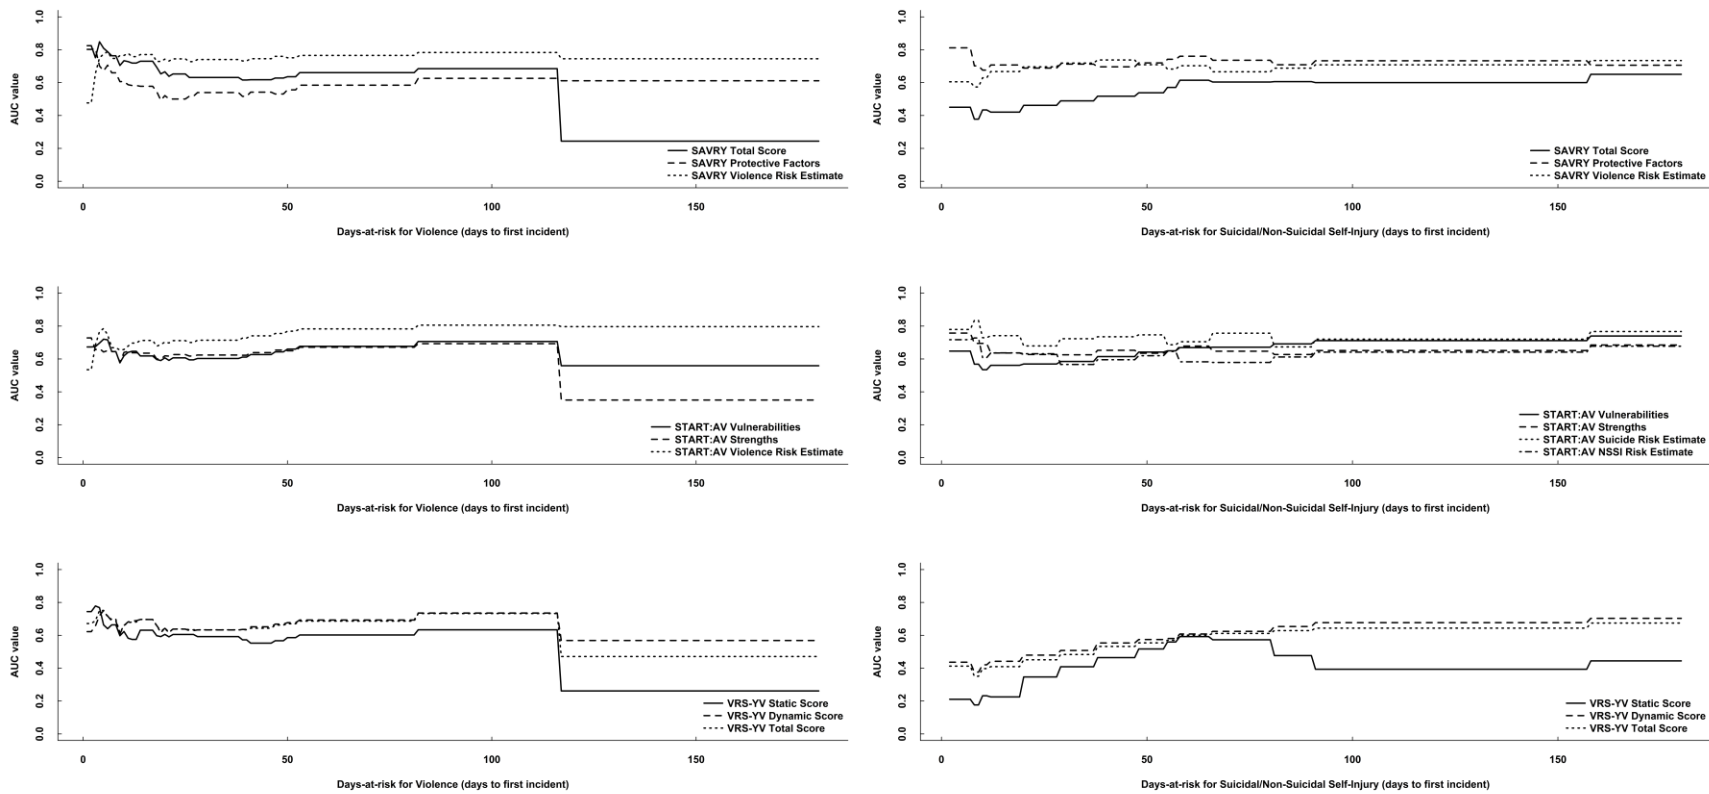 AUC value
1.0
0.8
0.6
0.4
0.2
0.0
SAVRY Total Score
SAVRY Protective Factors
SAVRY Violence Risk Estimate
0
50
100
150
Days-at-risk for Violence (days to first incident)
AUC value
1.0
0.8
0.6
0.4
0.2
0.0
SAVRY Total Score
SAVRY Protective Factors
SAVRY Violence Risk Estimate
0
50
100
150
Days-at-risk for Suicidal/Non-Suicidal Self-Injury (days to first incident)
AUC value
1.0
0.8
0.6
0.4
0.2
0.0
START:AV Vulnerabilities
START:AV Strengths
START:AV Violence Risk Estimate
0
50
100
150
Days-at-risk for Violence (days to first incident)
AUC value
1.0
0.8
0.6
0.4
0.2
0.0
START:AV Vulnerabilities
START:AV Strengths
START:AV Suicide Risk Estimate
START:AV NSSI Risk Estimate
0
50
100
150
Days-at-risk for Suicidal/Non-Suicidal Self-Injury (days to first incident)
AUC value
1.0
0.8
0.6
0.4
0.2
0.0
VRS-YV Static Score
VRS-YV Dynamic Score
VRS-YV Total Score
0
50
100
150
Days-at-risk for Violence (days to first incident)
AUC value
1.0
0.8
0.6
0.4
0.2
0.0
VRS-YV Static Score
VRS-YV Dynamic Score
VRS-YV Total Score
0
50
100
150
Days-at-risk for Suicidal/Non-Suicidal Self-Injury (days to first incident)